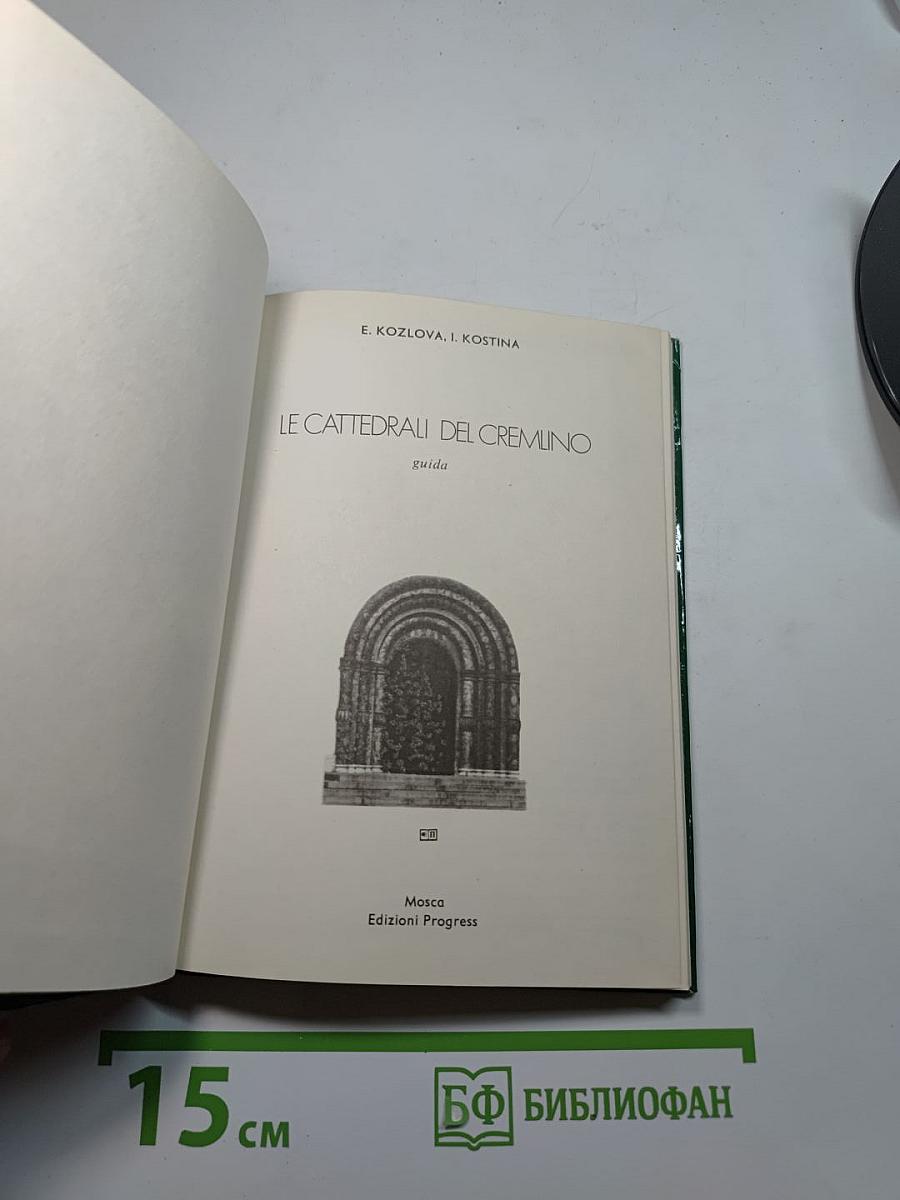 E. KOZLOVA, I. KOSTINA
LE CATTEDRALI DEL CREMLINO
guida
Mosca
Edizioni Progress
15 см
БФ БИБЛИОФАН